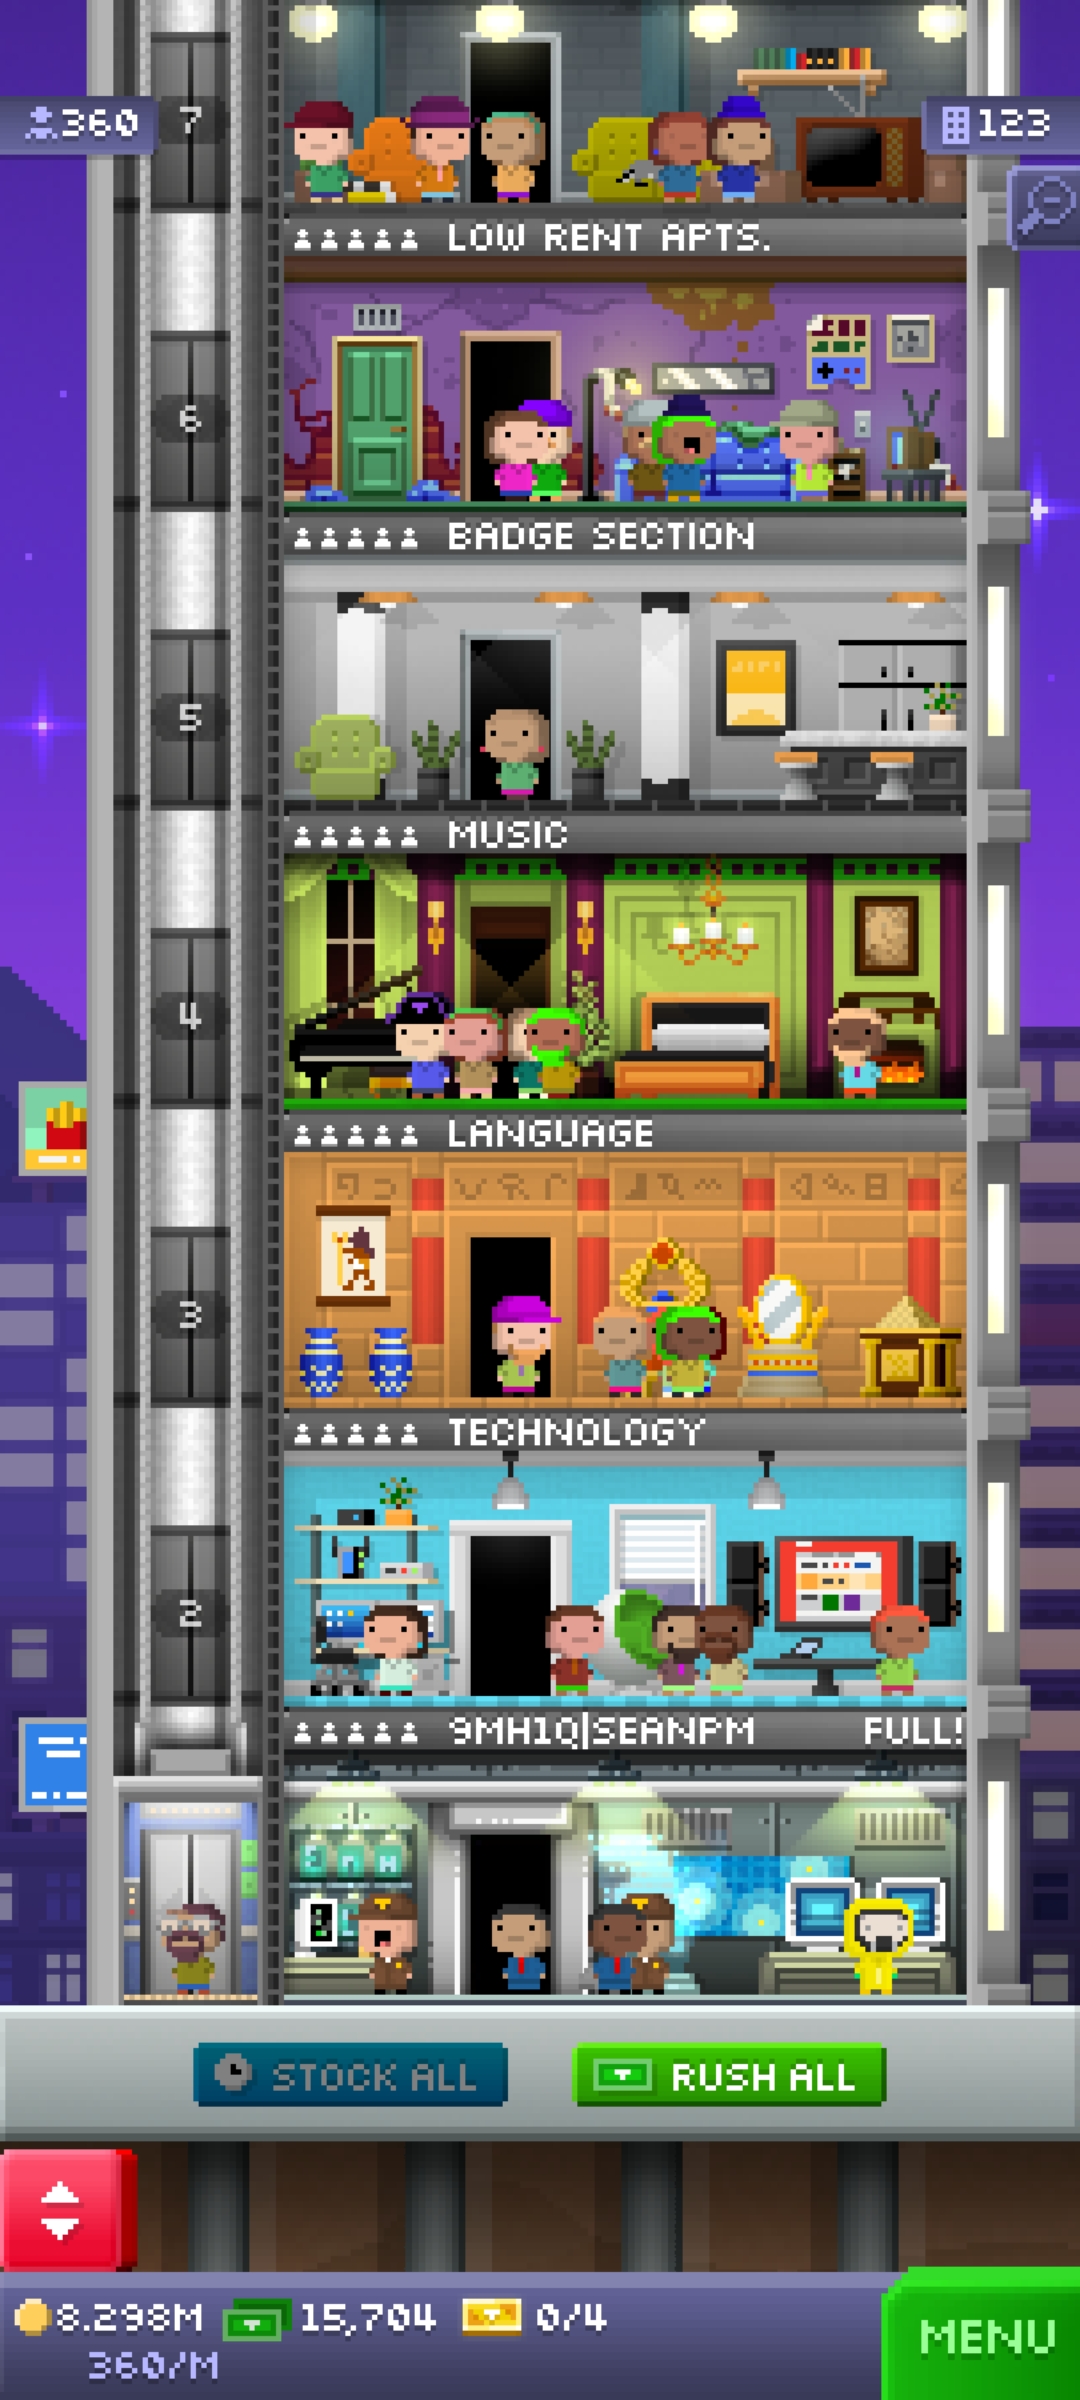 7
360
123
LOW RENT APTS.
6
BADGE SECTION
5
MUSIC
4
LANGUAGE
3
TECHNOLOGY
2
9MH1Q|SEANPM FULL!
STOCK ALL
RUSH ALL
8.298M 15,704 0/4
360/M
MENU